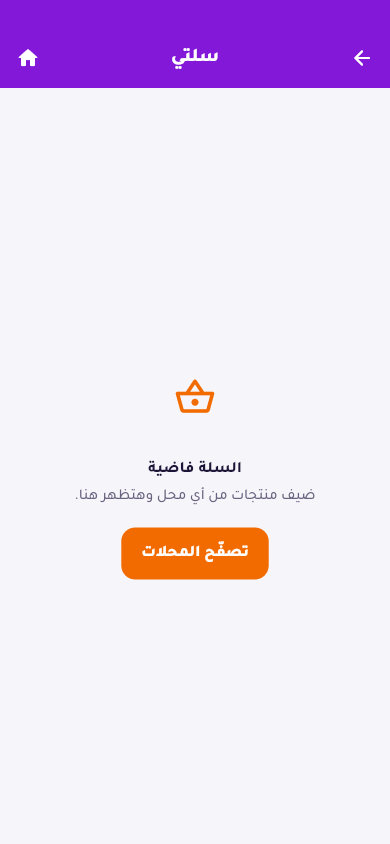 سلتي
السلة فاضية
ضيف منتجات من أي محل وهتظهر هنا.
تصفّح المحلات